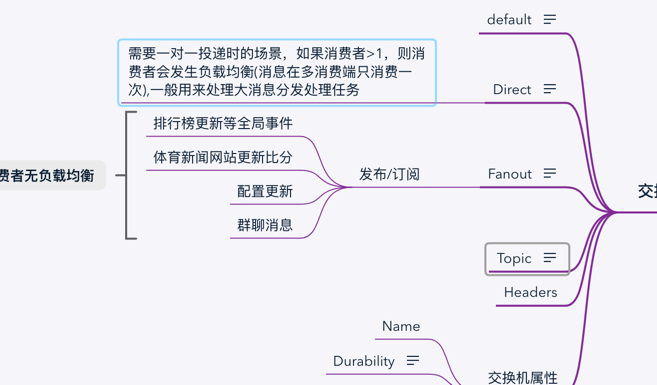 default
需要一对一投递时的场景，如果消费者>1，则消
费者会发生负载均衡(消息在多消费端只消费一
次),一般用来处理大消息分发处理任务
Direct
排行榜更新等全局事件
体育新闻网站更新比分
配置更新
群聊消息
费者无负载均衡
发布/订阅
Fanout
交换
Topic
Headers
Name
Durability
交换机属性